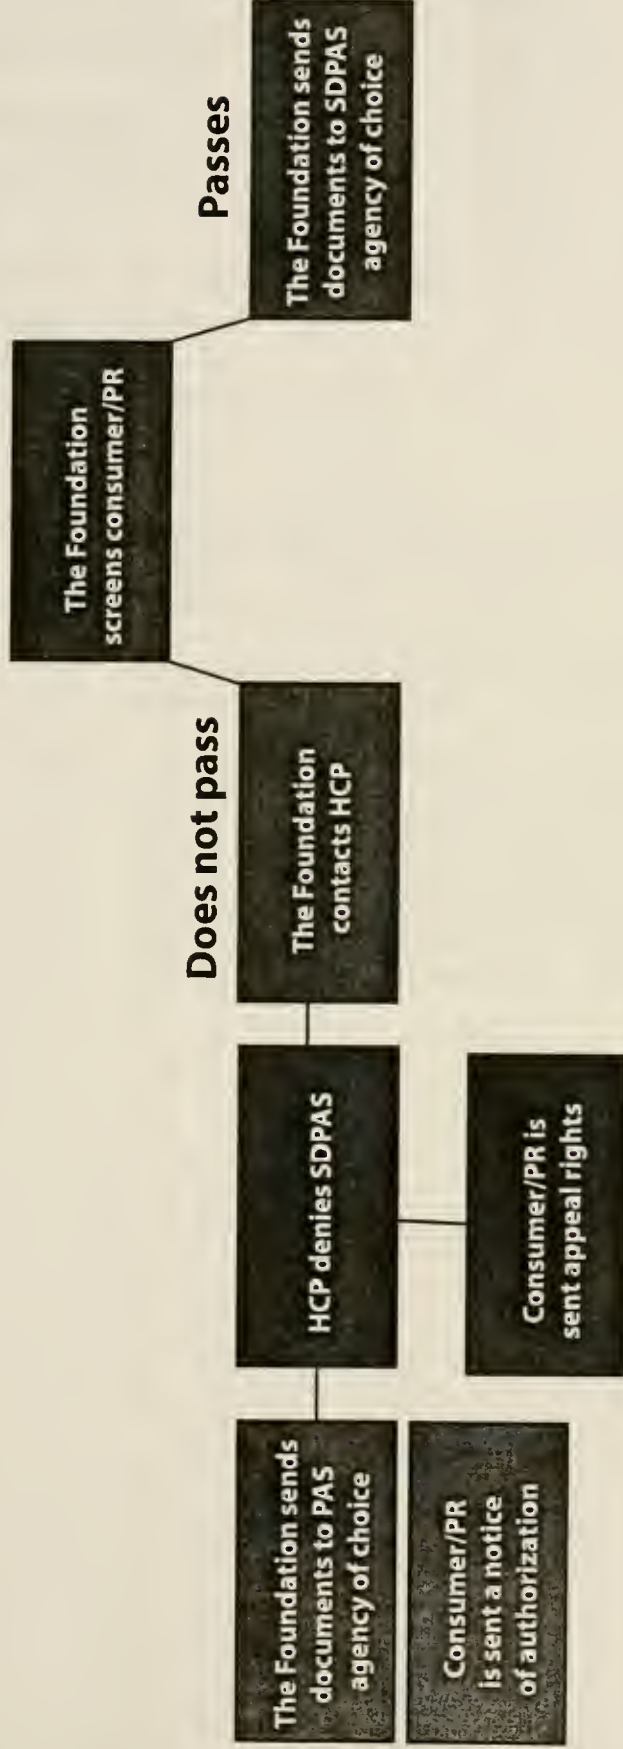 The Foundation
screens consumer/PR
Does not pass
Passes
The Foundation sends
documents to PAS
agency of choice
HCP denies SDPAS
The Foundation
contacts HCP
The Foundation sends
documents to SDPAS
agency of choice
Consumer/PR
is sent a notice
of authorization
Consumer/PR is
sent appeal rights